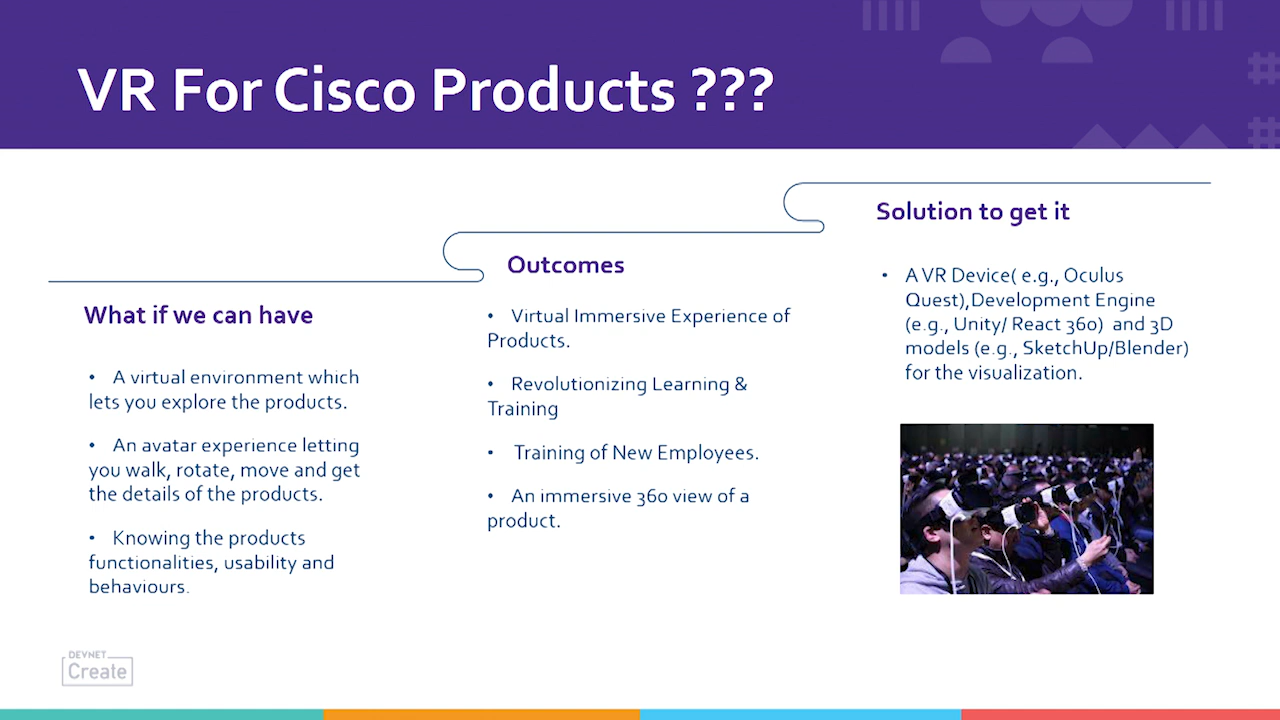 VR For Cisco Products ???
What if we can have
• A virtual environment which
lets you explore the products.
• An avatar experience letting
you walk, rotate, move and get
the details of the products.
• Knowing the products
functionalities, usability and
behaviours.
Outcomes
• Virtual Immersive Experience of
Products.
• Revolutionizing Learning &
Training
• Training of New Employees.
• An immersive 360 view of a
product.
Solution to get it
• A VR Device( e.g., Oculus
Quest),Development Engine
(e.g., Unity/ React 360) and 3D
models (e.g., SketchUp/Blender)
for the visualization.
DEVNET
Create